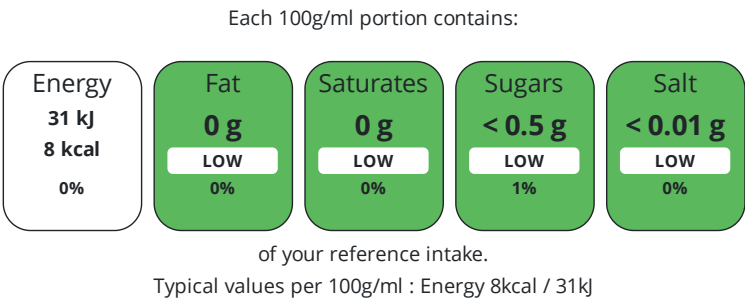 Each 100g/ml portion contains:
Energy
31 kJ
8 kcal
0%
Fat
0 g
LOW
0%
Saturates
0 g
LOW
0%
Sugars
< 0.5 g
LOW
1%
Salt
< 0.01 g
LOW
0%
of your reference intake.
Typical values per 100g/ml : Energy 8kcal / 31kJ